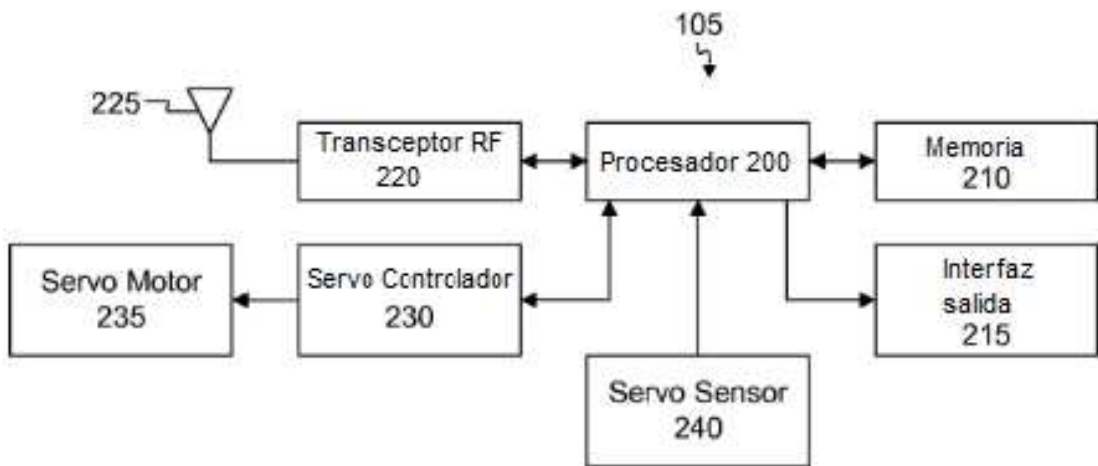 105
225
Transceptor RF
220
Procesador 200
Memoria
210
Servo Motor
235
Servo Controlador
230
Interfaz
salida
215
Servo Sensor
240